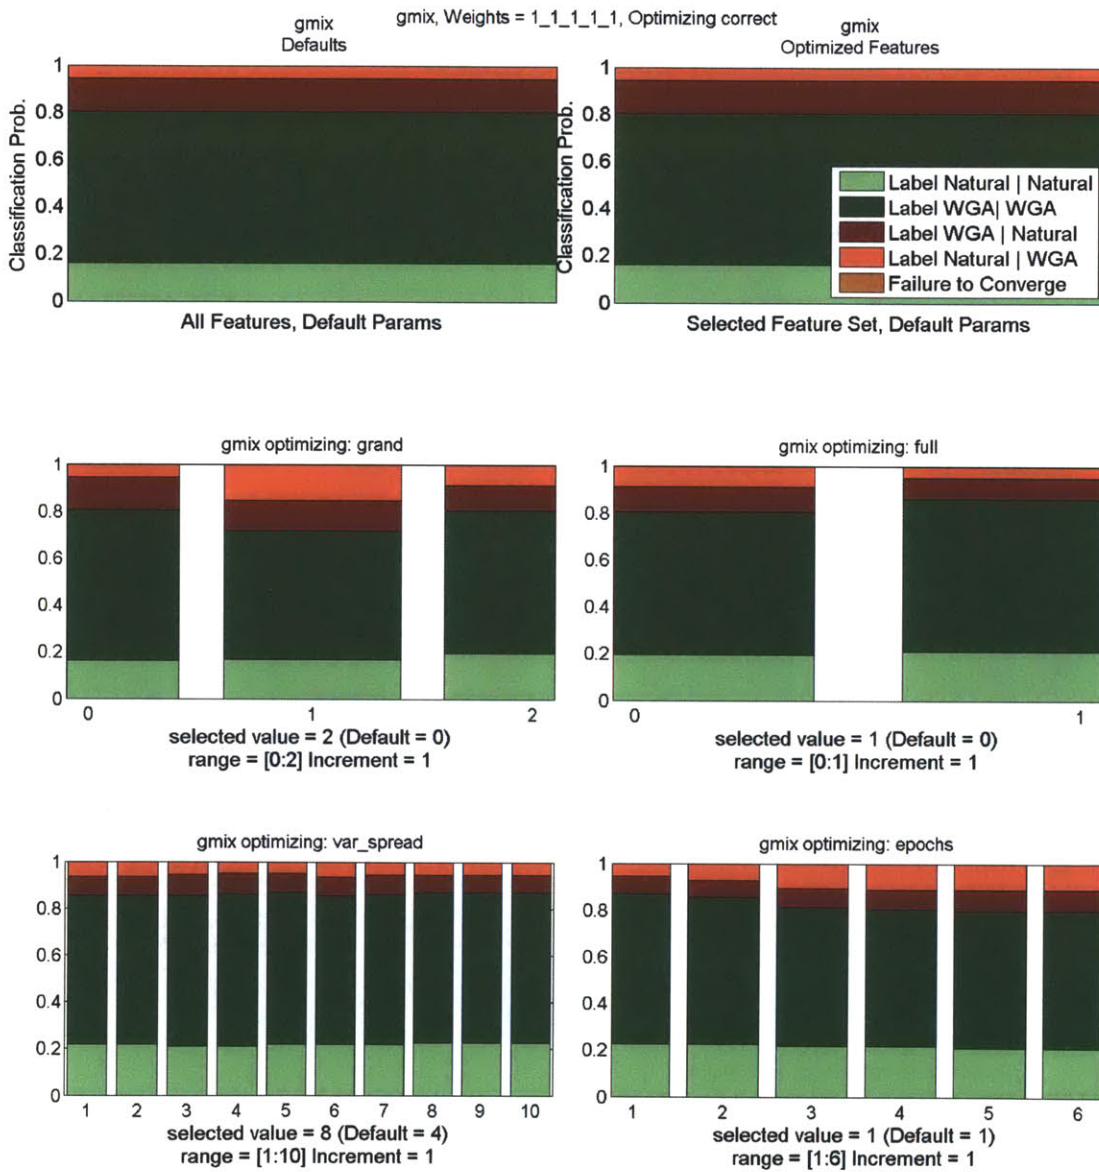 gmix, Weights = 1_1_1_1_1, Optimizing correct
gmix
Defaults
Classification Prob.
1
0.8
0.6
0.4
0.2
0
All Features, Default Params
gmix
Optimized Features
Classification Prob.
1
0.8
0.6
0.4
0.2
0
Label Natural | Natural
Label WGA| WGA
Label WGA | Natural
Label Natural | WGA
Failure to Converge
Selected Feature Set, Default Params
gmix optimizing: grand
1
0.8
0.6
0.4
0.2
0
0 1 2
selected value = 2 (Default = 0)
range = [0:2] Increment = 1
gmix optimizing: full
1
0.8
0.6
0.4
0.2
0
0 1
selected value = 1 (Default = 0)
range = [0:1] Increment = 1
gmix optimizing: var_spread
1
0.8
0.6
0.4
0.2
0
1 2 3 4 5 6 7 8 9 10
selected value = 8 (Default = 4)
range = [1:10] Increment = 1
gmix optimizing: epochs
1
0.8
0.6
0.4
0.2
0
1 2 3 4 5 6
selected value = 1 (Default = 1)
range = [1:6] Increment = 1